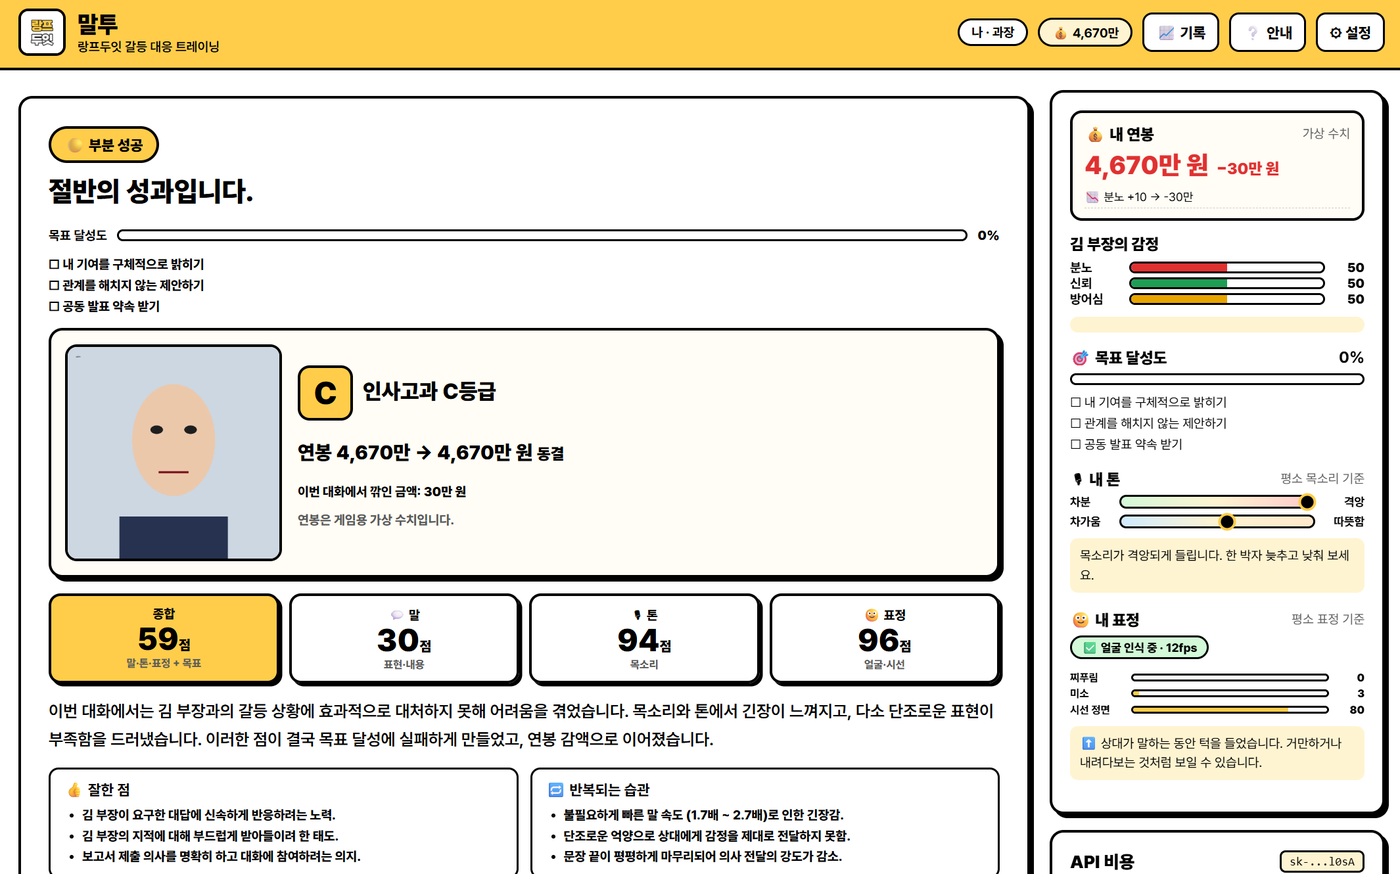 랑프
두잇
말투
랑프두잇 갈등 대응 트레이닝
나 · 과장
💰 4,670만
📈 기록
❔ 안내
⚙ 설정
🟡 부분 성공
절반의 성과입니다.
목표 달성도 0%
☐ 내 기여를 구체적으로 밝히기
☐ 관계를 해치지 않는 제안하기
☐ 공동 발표 약속 받기
C 인사고과 C등급
연봉 4,670만 → 4,670만 원 동결
이번 대화에서 깎인 금액: 30만 원
연봉은 게임용 가상 수치입니다.
종합
59점
말·톤·표정 + 목표
💬 말
30점
표현·내용
🎙 톤
94점
목소리
🙂 표정
96점
얼굴·시선
이번 대화에서는 김 부장과의 갈등 상황에 효과적으로 대처하지 못해 어려움을 겪었습니다. 목소리와 톤에서 긴장이 느껴지고, 다소 단조로운 표현이
부족함을 드러냈습니다. 이러한 점이 결국 목표 달성에 실패하게 만들었고, 연봉 감액으로 이어졌습니다.
👍 잘한 점
• 김 부장이 요구한 대답에 신속하게 반응하려는 노력.
• 김 부장의 지적에 대해 부드럽게 받아들이려 한 태도.
• 보고서 제출 의사를 명확히 하고 대화에 참여하려는 의지.
🔁 반복되는 습관
• 불필요하게 빠른 말 속도 (1.7배 ~ 2.7배)로 인한 긴장감.
• 단조로운 억양으로 상대에게 감정을 제대로 전달하지 못함.
• 문장 끝이 평평하게 마무리되어 의사 전달의 강도가 감소.
💰 내 연봉 가상 수치
4,670만 원 −30만 원
📉 분노 +10 → -30만
김 부장의 감정
분노 50
신뢰 50
방어심 50
🎯 목표 달성도 0%
☐ 내 기여를 구체적으로 밝히기
☐ 관계를 해치지 않는 제안하기
☐ 공동 발표 약속 받기
🎙 내 톤 평소 목소리 기준
차분 격앙
차가움 따뜻함
목소리가 격앙되게 들립니다. 한 박자 늦추고 낮춰 보세
요.
🙂 내 표정 평소 표정 기준
✅ 얼굴 인식 중 · 12fps
찌푸림 0
미소 3
시선 정면 80
⬆️ 상대가 말하는 동안 턱을 들었습니다. 거만하거나
내려다보는 것처럼 보일 수 있습니다.
API 비용 sk-...l0sA